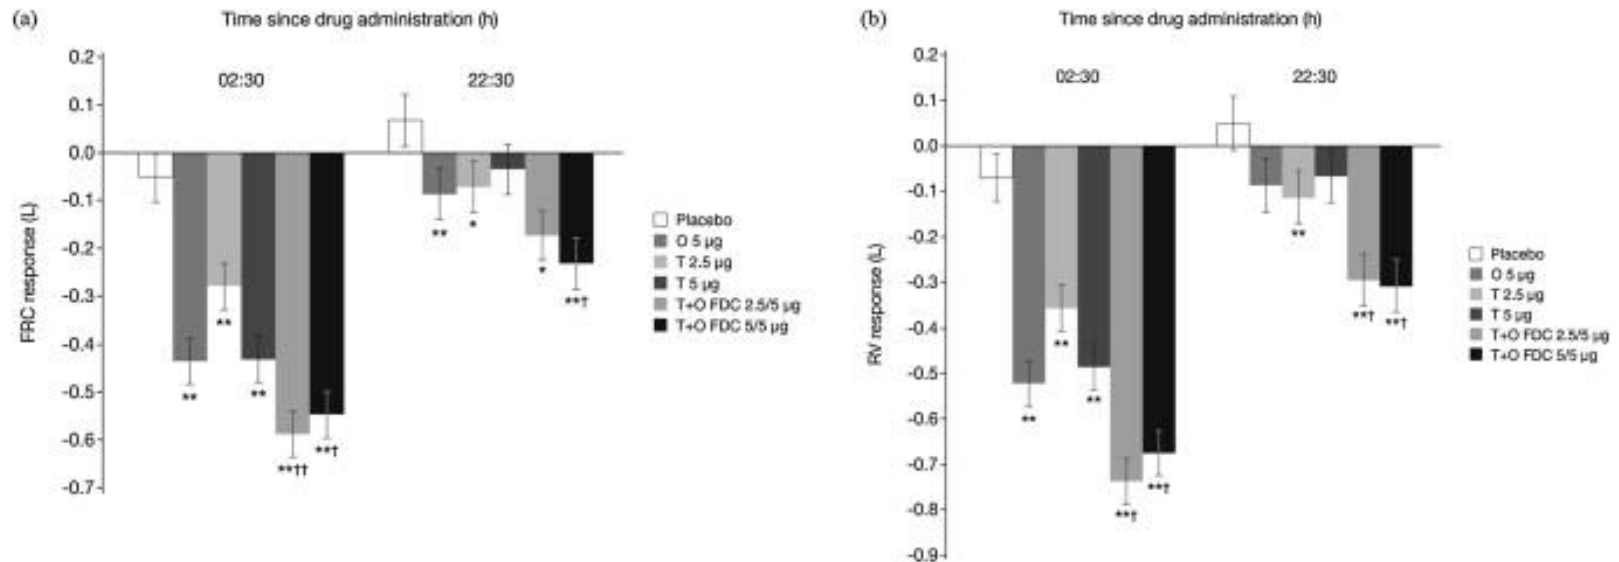 (a)
Time since drug administration (h)
0.2
0.1
0.0
-0.1
-0.2
-0.3
-0.4
-0.5
-0.6
-0.7
FRC response (L)
02:30
22:30
**
**
**
**††
**†
**
*
*
**†
Placebo
O 5 µg
T 2.5 µg
T 5 µg
T+O FDC 2.5/5 µg
T+O FDC 5/5 µg
(b)
Time since drug administration (h)
0.2
0.1
0.0
-0.1
-0.2
-0.3
-0.4
-0.5
-0.6
-0.7
-0.8
-0.9
RV response (L)
02:30
22:30
**
**
**
**†
**†
**
**†
**†
Placebo
O 5 µg
T 2.5 µg
T 5 µg
T+O FDC 2.5/5 µg
T+O FDC 5/5 µg